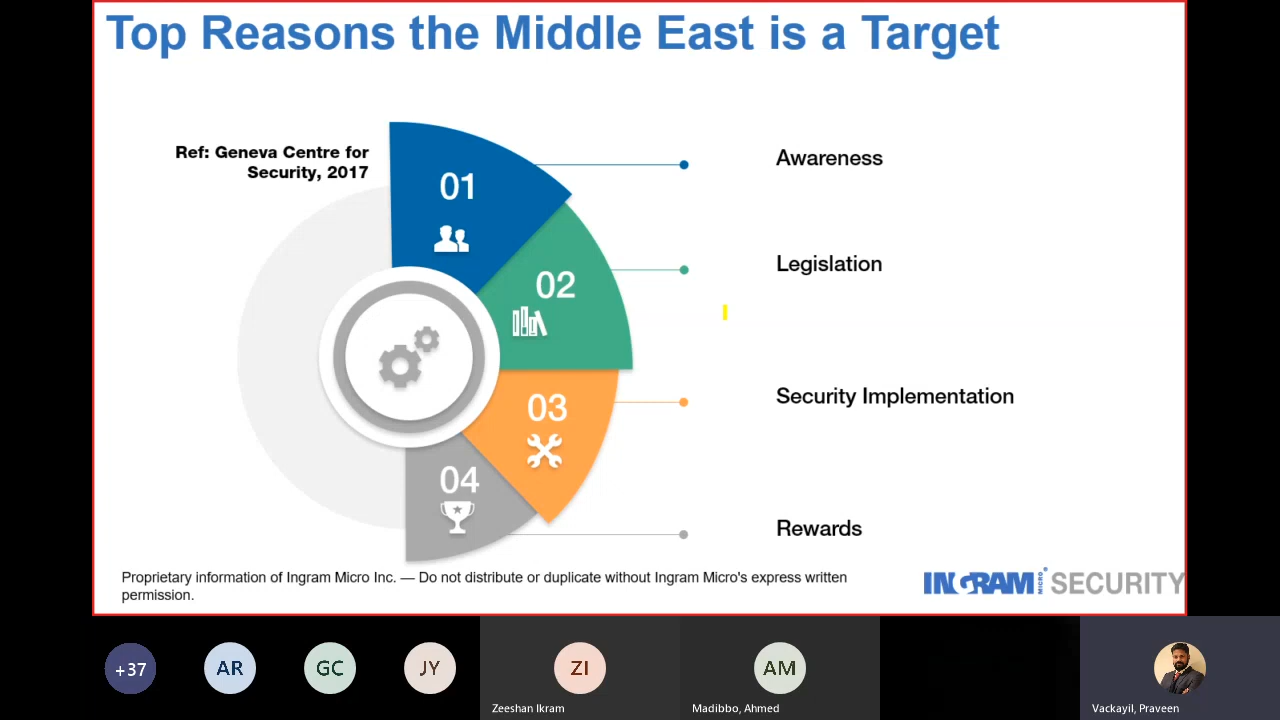 Top Reasons the Middle East is a Target
Ref: Geneva Centre for
Security, 2017
01
Awareness
02
Legislation
03
Security Implementation
04
Rewards
Proprietary information of Ingram Micro Inc. — Do not distribute or duplicate without Ingram Micro's express written
permission.
INGRAM MICRO SECURITY
+37
AR
GC
JY
ZI
Zeeshan Ikram
AM
Madibbo, Ahmed
Vackayil, Praveen